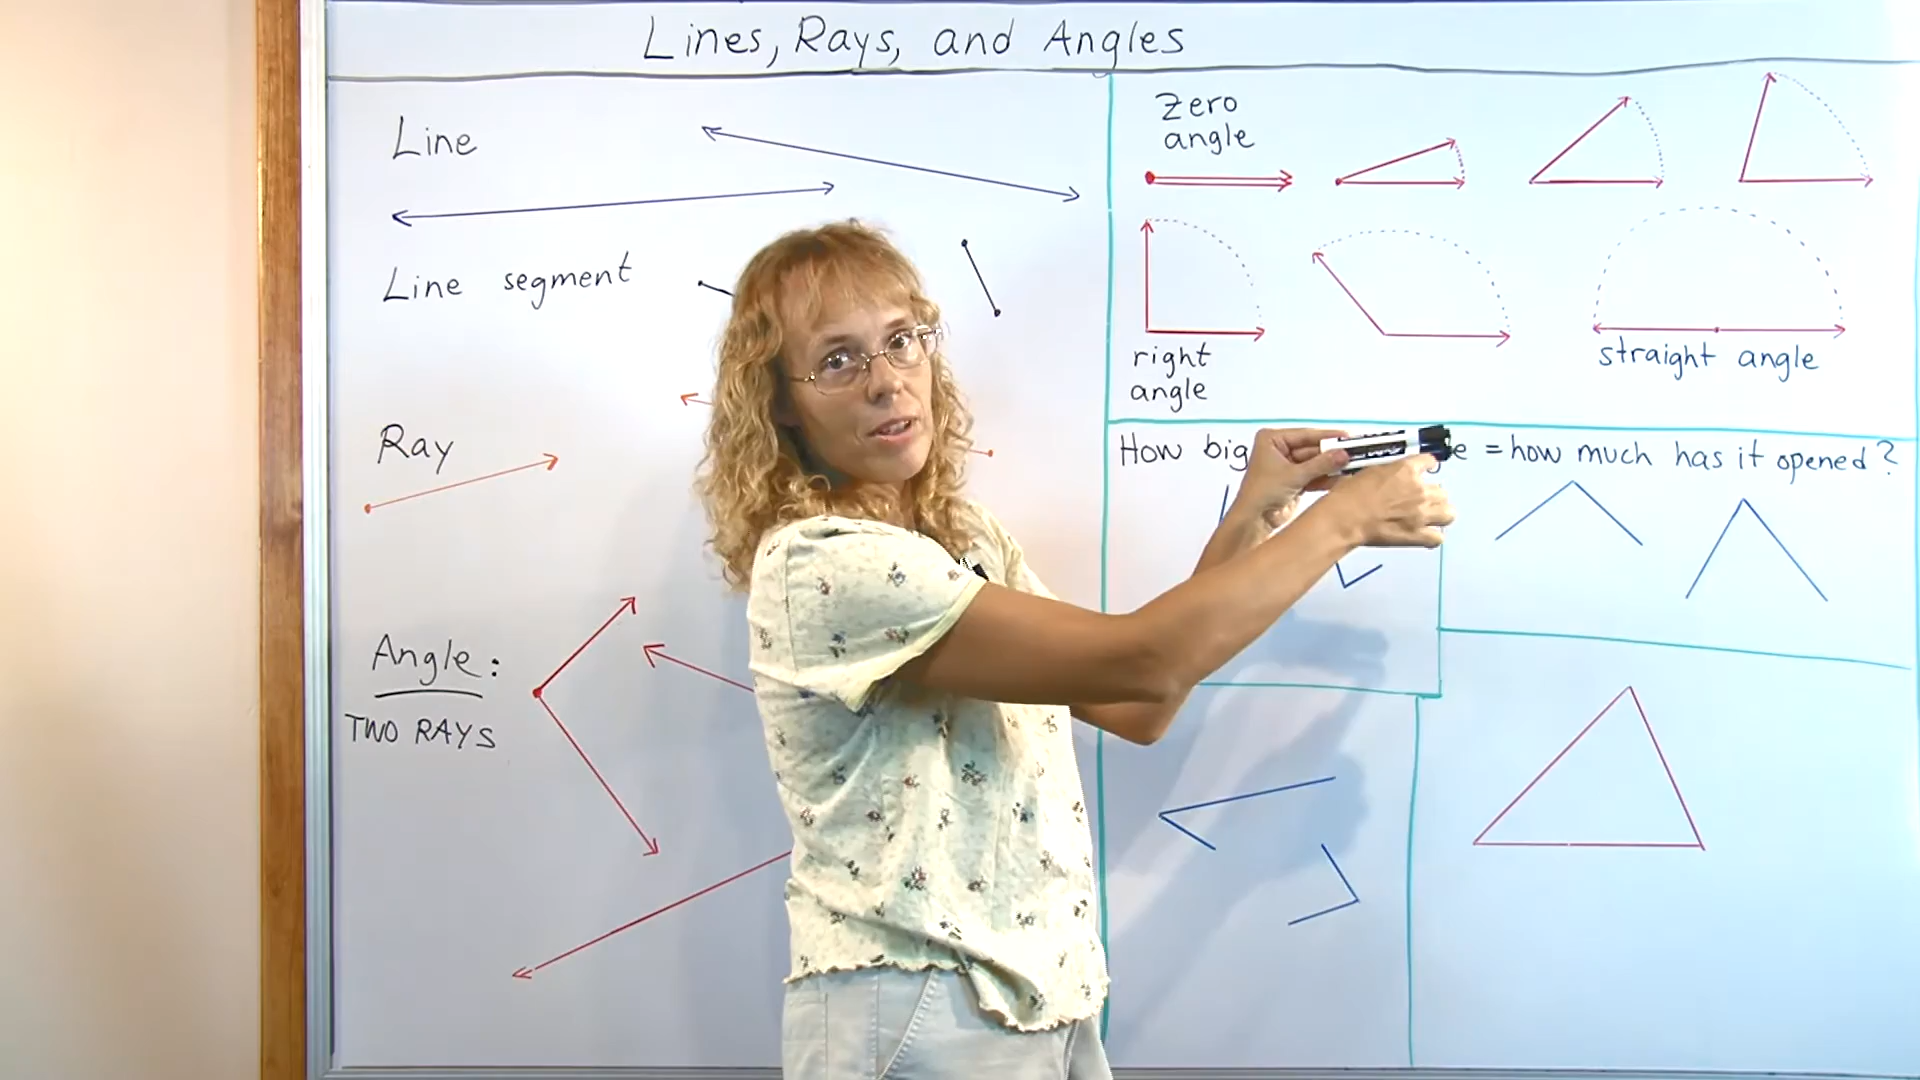 Lines, Rays, and Angles
Line
Line segment
Ray
Angle:
TWO RAYS
Zero
angle
right
angle
straight angle
How big = how much has it opened?